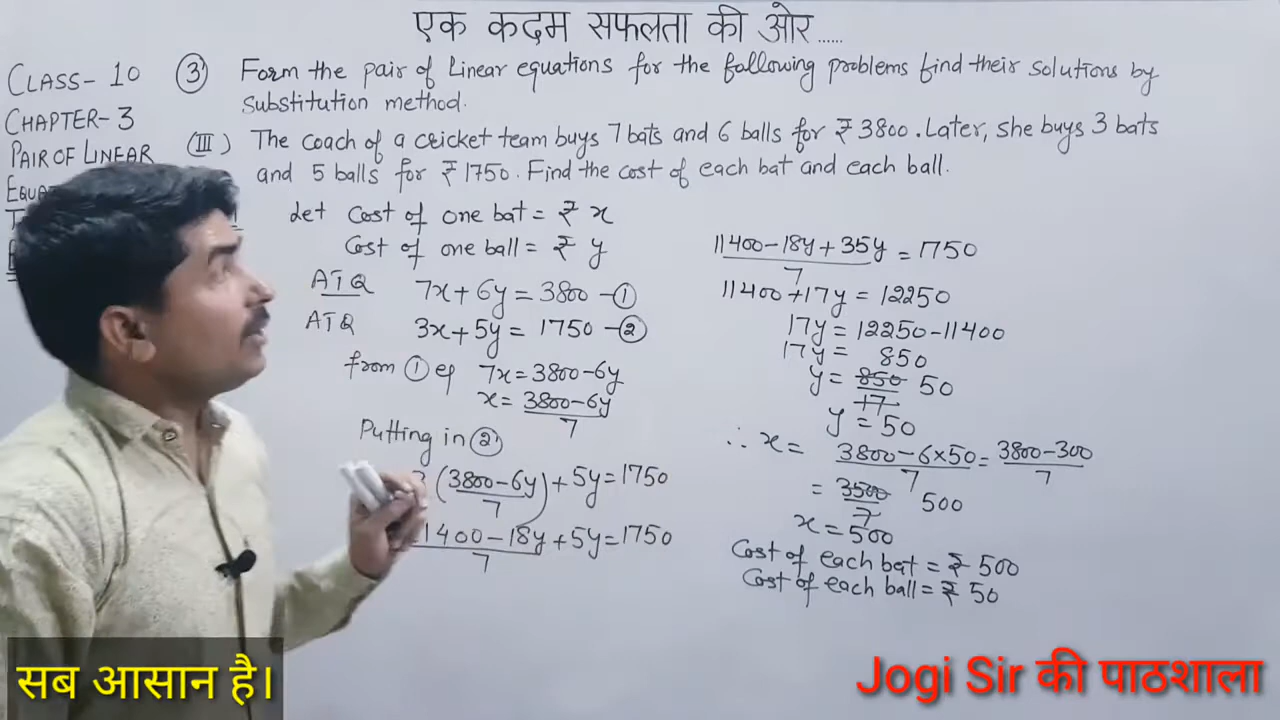 एक कदम सफलता की ओर......
CLASS- 10
CHAPTER-3
PAIR OF LINEAR
③ Form the pair of Linear equations for the following problems find their solutions by
substitution method.
(III) The coach of a cricket team buys 7 bats and 6 balls for ₹ 3800. Later, she buys 3 bats
and 5 balls for ₹ 1750. Find the cost of each bat and each ball.
Let Cost of one bat = ₹ x
Cost of one ball = ₹ y
ATQ 7x+6y = 3800 –①
ATQ 3x+5y = 1750 –②
from ① eq 7x = 3800-6y
x = 3800-6y/7
Putting in ②
(3800-6y/7) + 5y = 1750
11400-18y/7 + 5y = 1750
11400-18y+35y/7 = 1750
11400+17y = 12250
17y = 12250-11400
17y = 850
y = 850/17 50
y = 50
∴ x = 3800-6×50/7 = 3800-300/7
= 3500/7 500
x = 500
Cost of each bat = ₹ 500
Cost of each ball = ₹ 50
सब आसान है।
Jogi Sir की पाठशाला